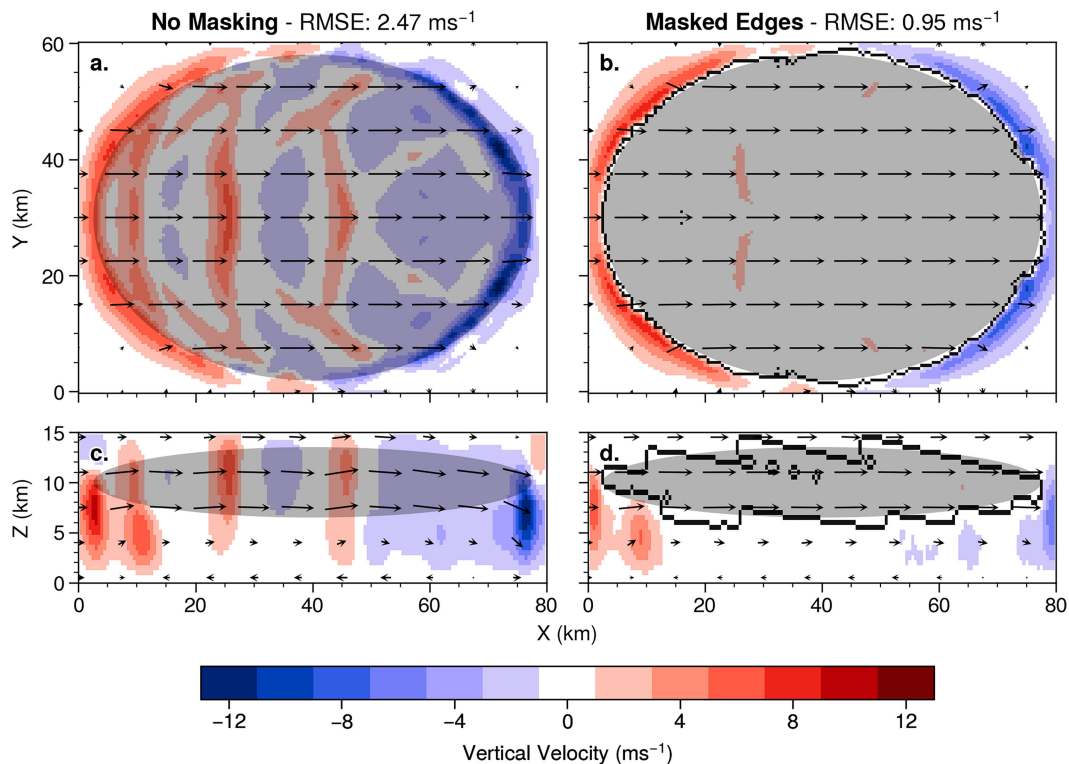 No Masking - RMSE: 2.47 ms⁻¹
Masked Edges - RMSE: 0.95 ms⁻¹
a.
b.
60
40
20
0
Y (km)
c.
d.
15
10
5
0
Z (km)
0 20 40 60 80
0 20 40 60 80
X (km)
−12 −8 −4 0 4 8 12
Vertical Velocity (ms⁻¹)